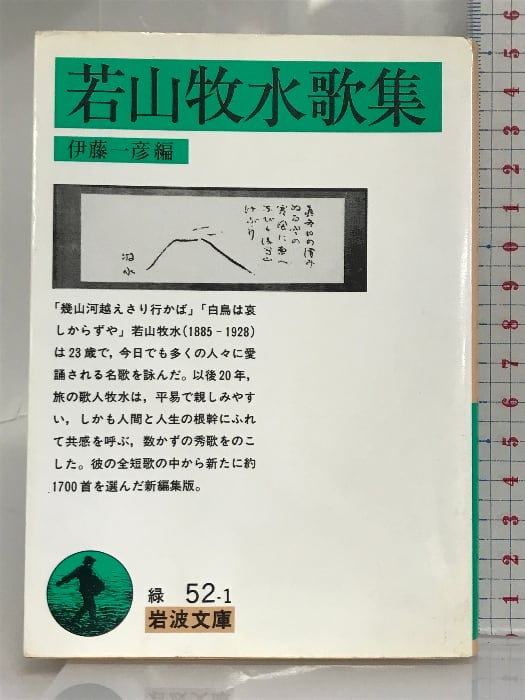 若山牧水歌集
伊藤一彦編
牧水
「幾山河越えさり行かば」「白鳥は哀
しからずや」若山牧水(1885－1928)
は23歳で，今日でも多くの人々に愛
誦される名歌を詠んだ。以後20年，
旅の歌人牧水は，平易で親しみやす
い，しかも人間と人生の根幹にふれ
て共感を呼ぶ，数かずの秀歌をのこ
した。彼の全短歌の中から新たに約
1700首を選んだ新編集版。
緑 52-1
岩波文庫